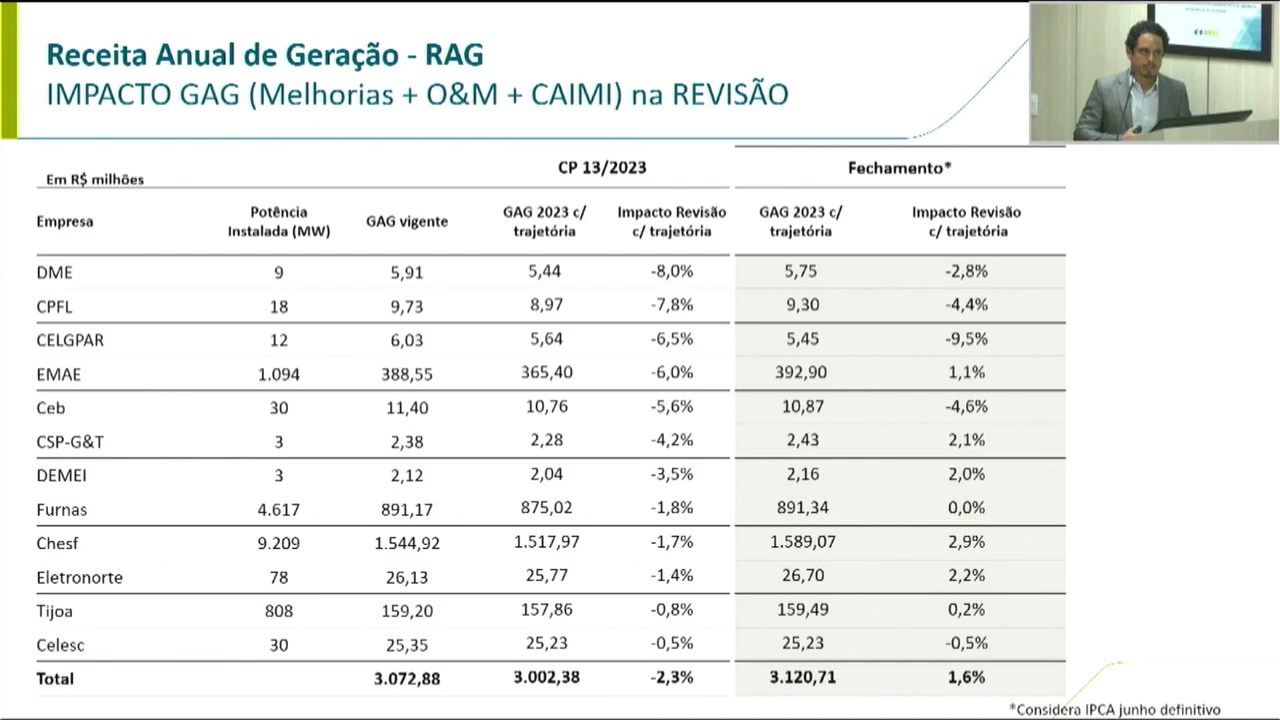 Receita Anual de Geração - RAG
IMPACTO GAG (Melhorias + O&M + CAIMI) na REVISÃO
CP 13/2023 Fechamento*
Em R$ milhões
Empresa Potência Instalada (MW) GAG vigente GAG 2023 c/ trajetória Impacto Revisão c/ trajetória GAG 2023 c/ trajetória Impacto Revisão c/ trajetória
DME 9 5,91 5,44 -8,0% 5,75 -2,8%
CPFL 18 9,73 8,97 -7,8% 9,30 -4,4%
CELGPAR 12 6,03 5,64 -6,5% 5,45 -9,5%
EMAE 1.094 388,55 365,40 -6,0% 392,90 1,1%
Ceb 30 11,40 10,76 -5,6% 10,87 -4,6%
CSP-G&T 3 2,38 2,28 -4,2% 2,43 2,1%
DEMEI 3 2,12 2,04 -3,5% 2,16 2,0%
Furnas 4.617 891,17 875,02 -1,8% 891,34 0,0%
Chesf 9.209 1.544,92 1.517,97 -1,7% 1.589,07 2,9%
Eletronorte 78 26,13 25,77 -1,4% 26,70 2,2%
Tijoa 808 159,20 157,86 -0,8% 159,49 0,2%
Celesc 30 25,35 25,23 -0,5% 25,23 -0,5%
Total 3.072,88 3.002,38 -2,3% 3.120,71 1,6%
*Considera IPCA junho definitivo